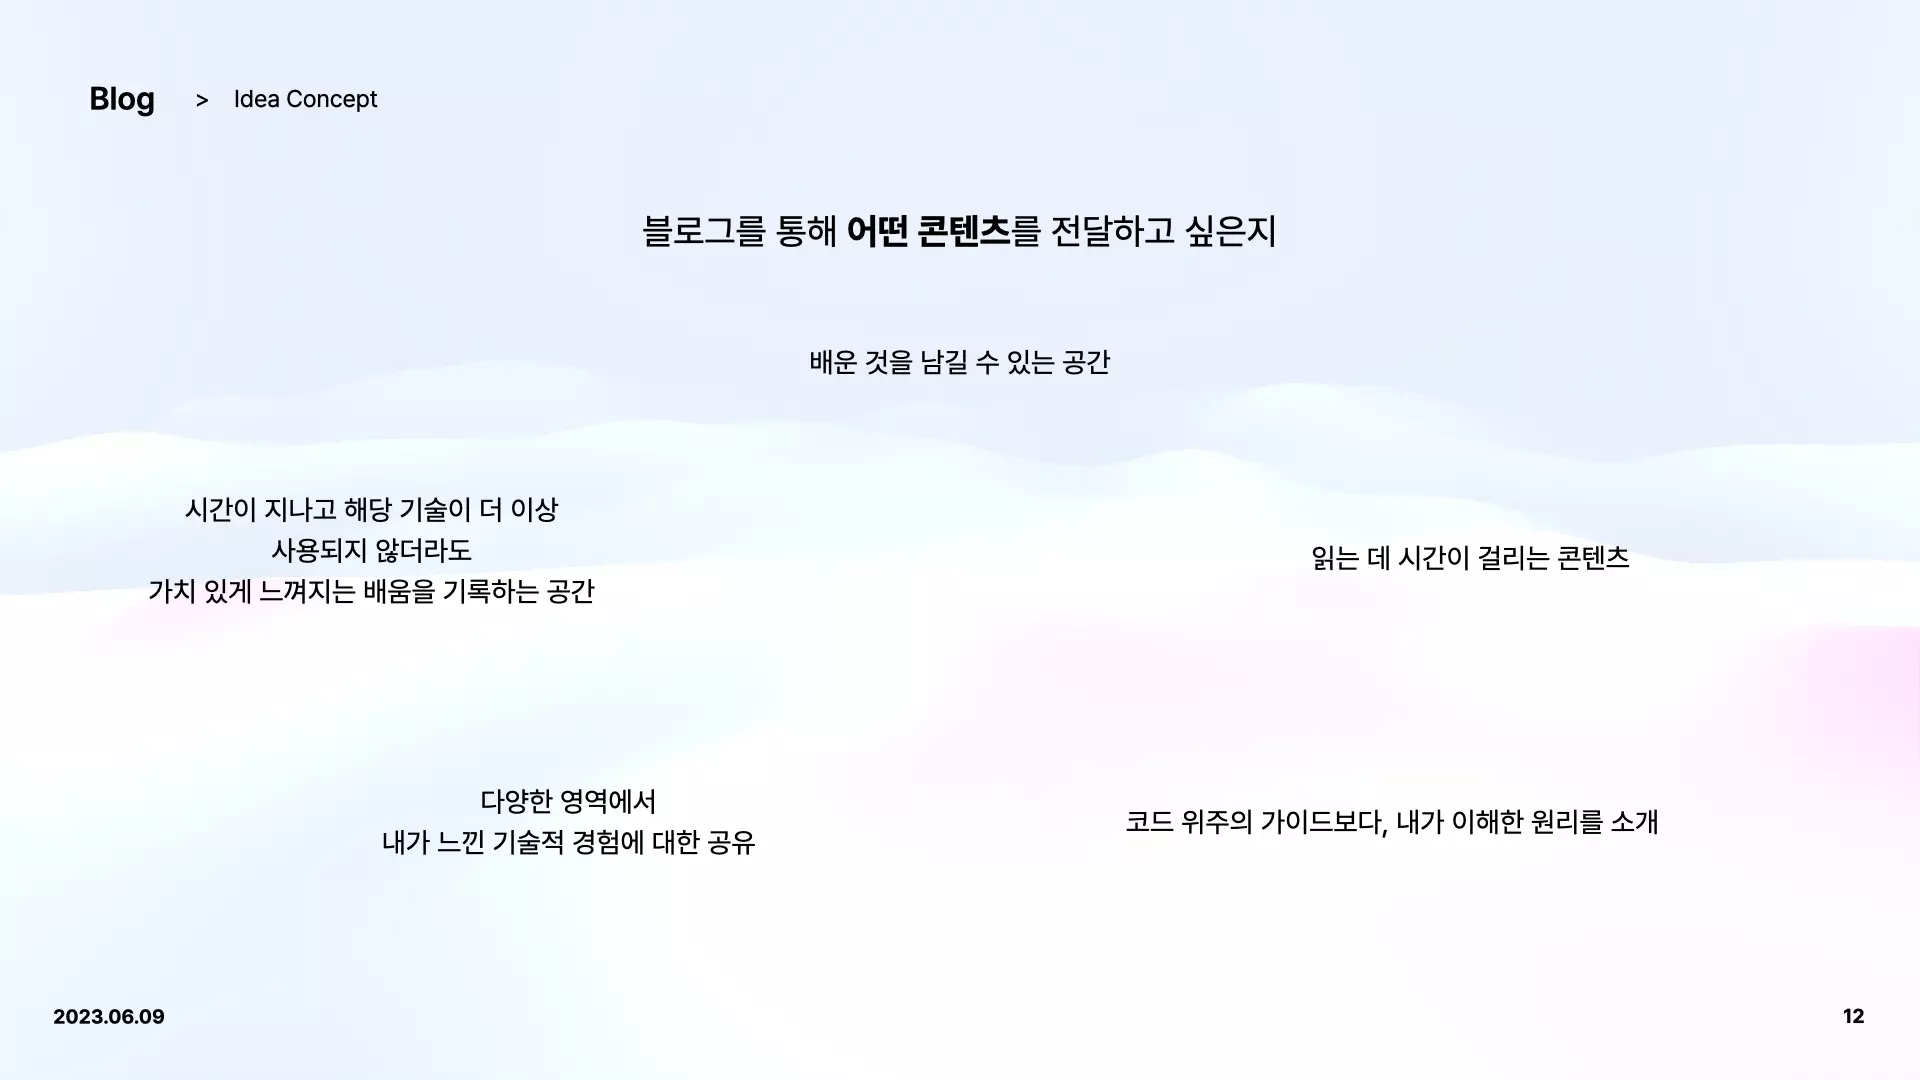 Blog > Idea Concept
블로그를 통해 어떤 콘텐츠를 전달하고 싶은지
배운 것을 남길 수 있는 공간
시간이 지나고 해당 기술이 더 이상
사용되지 않더라도
가치 있게 느껴지는 배움을 기록하는 공간
읽는 데 시간이 걸리는 콘텐츠
다양한 영역에서
내가 느낀 기술적 경험에 대한 공유
코드 위주의 가이드보다, 내가 이해한 원리를 소개
2023.06.09
12